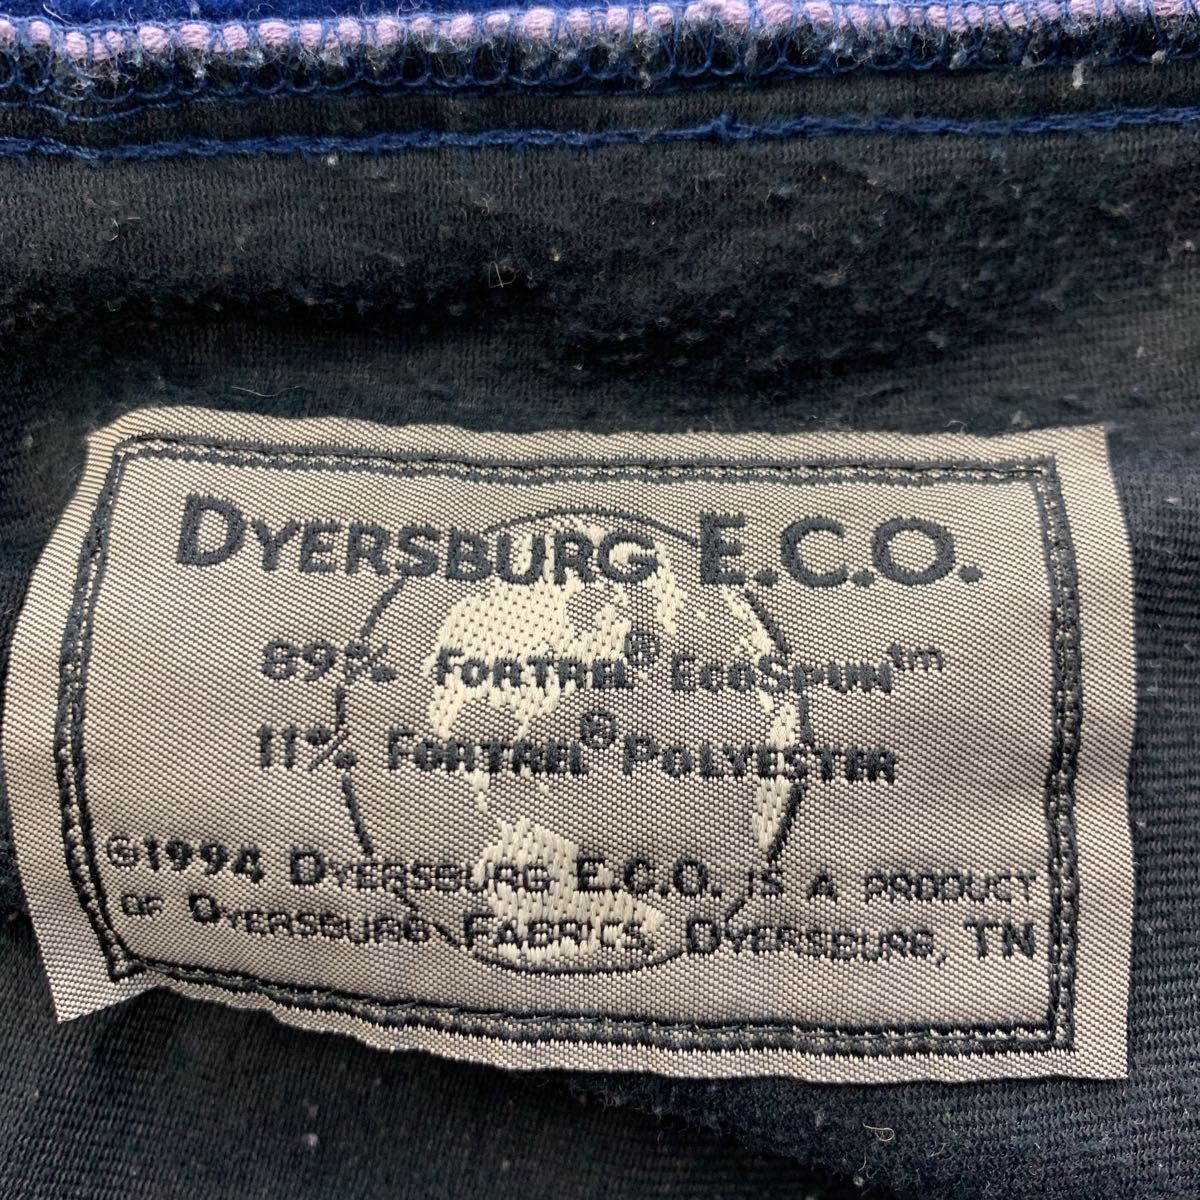 DYERSBURG E.C.O.
89% FORTREL® ECOSPUN™
11% FORTREL® POLYESTER
©1994 DYERSBURG E.C.O. IS A PRODUCT
OF DYERSBURG FABRICS DYERSBURG, TN